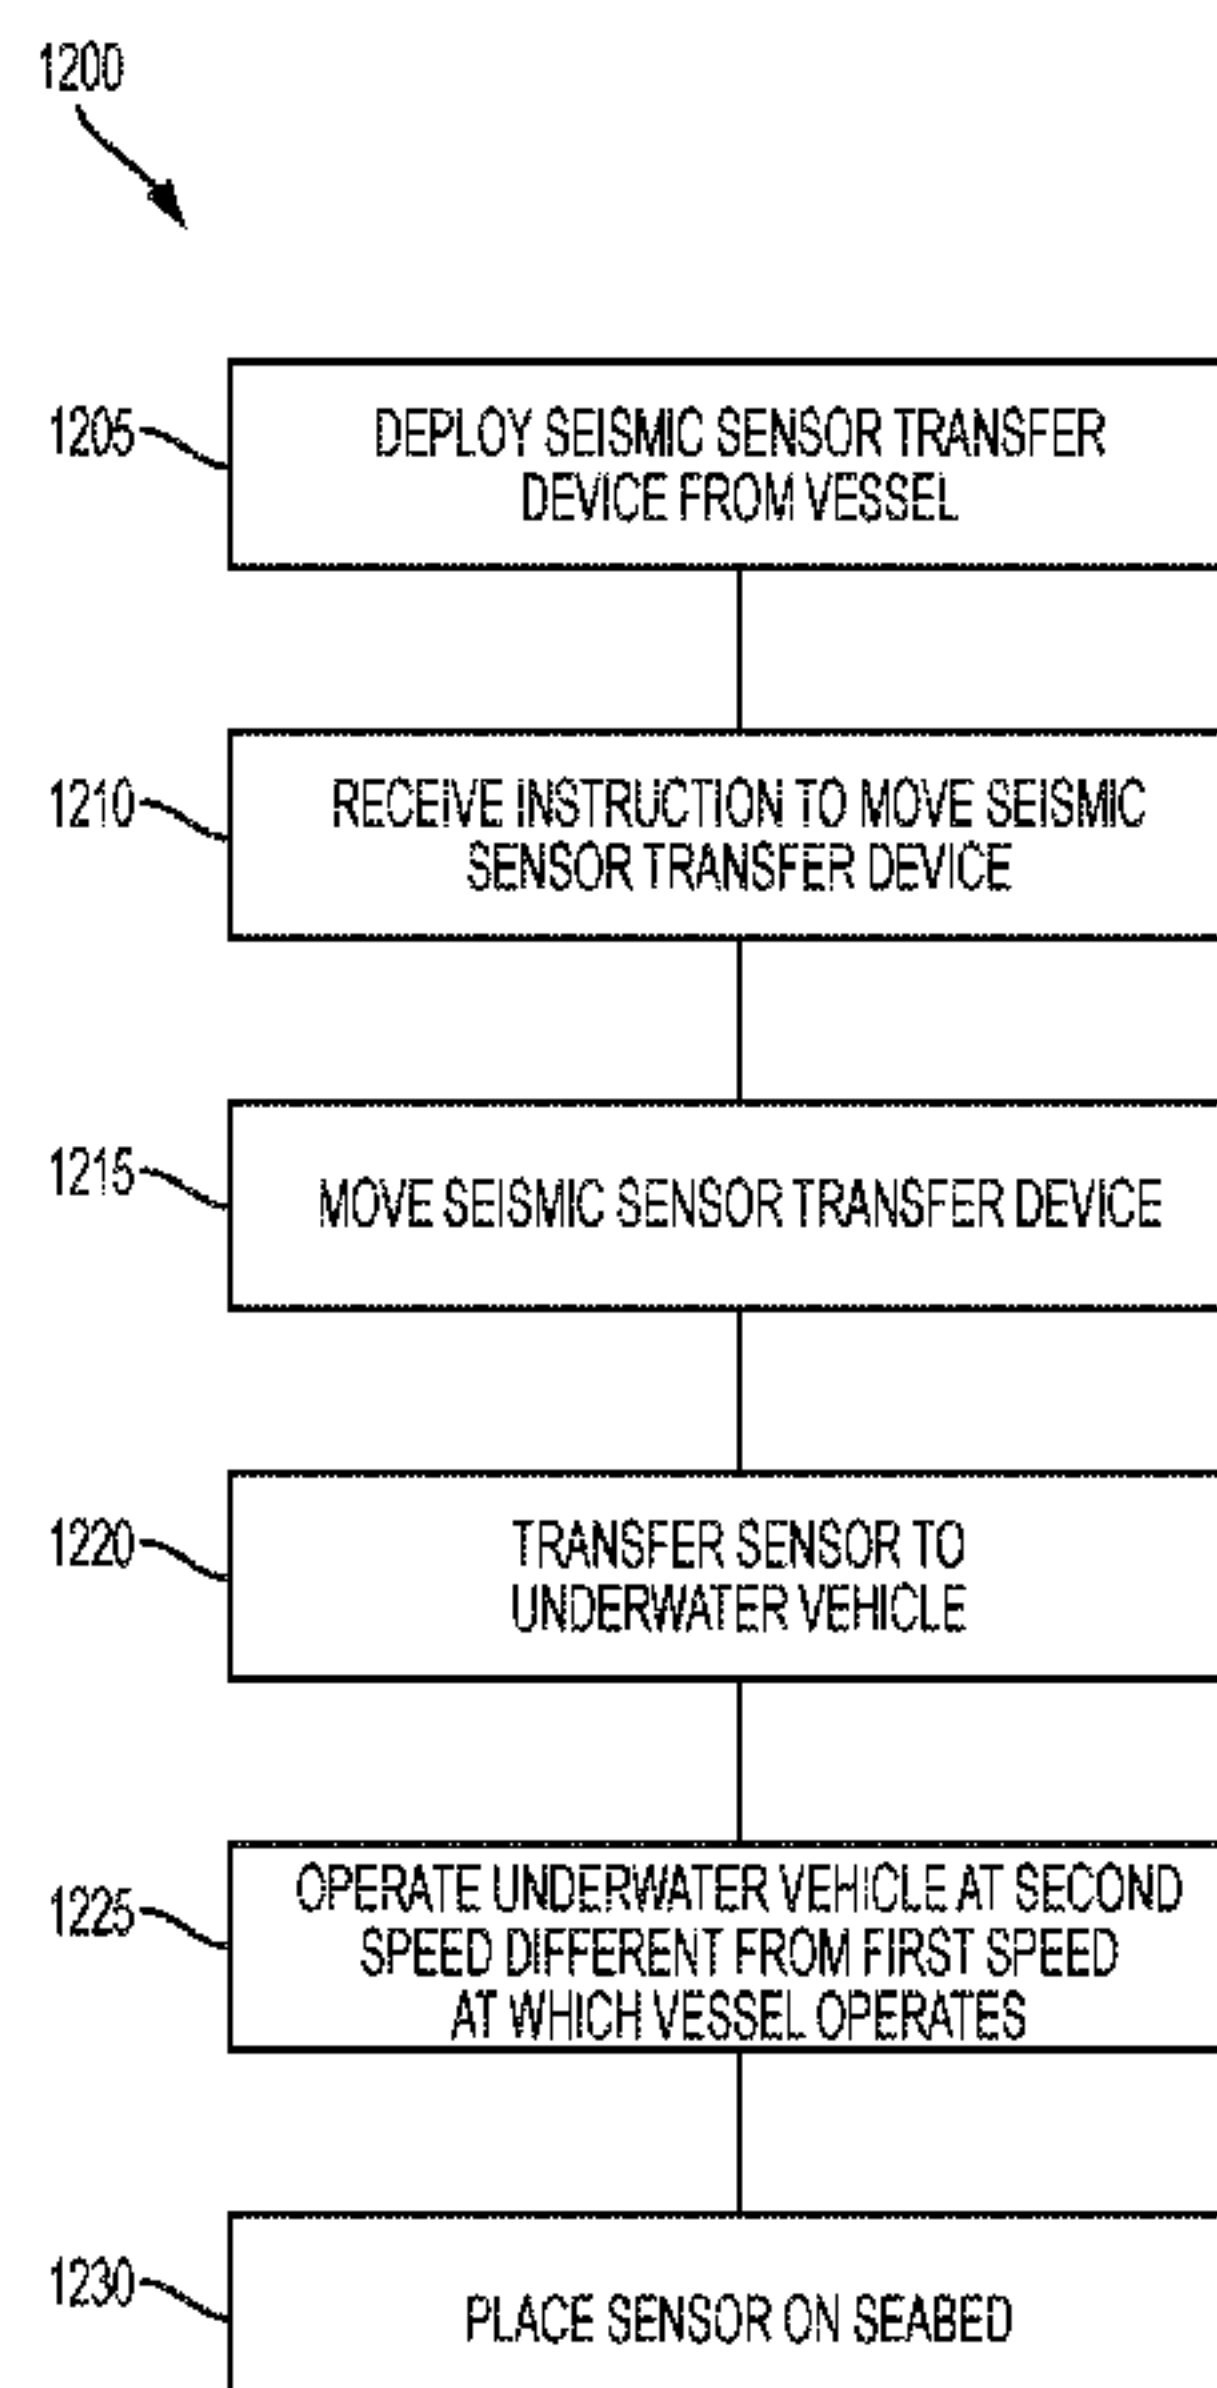 1200
1205
DEPLOY SEISMIC SENSOR TRANSFER
DEVICE FROM VESSEL
1210
RECEIVE INSTRUCTION TO MOVE SEISMIC
SENSOR TRANSFER DEVICE
1215
MOVE SEISMIC SENSOR TRANSFER DEVICE
1220
TRANSFER SENSOR TO
UNDERWATER VEHICLE
1225
OPERATE UNDERWATER VEHICLE AT SECOND
SPEED DIFFERENT FROM FIRST SPEED
AT WHICH VESSEL OPERATES
1230
PLACE SENSOR ON SEABED